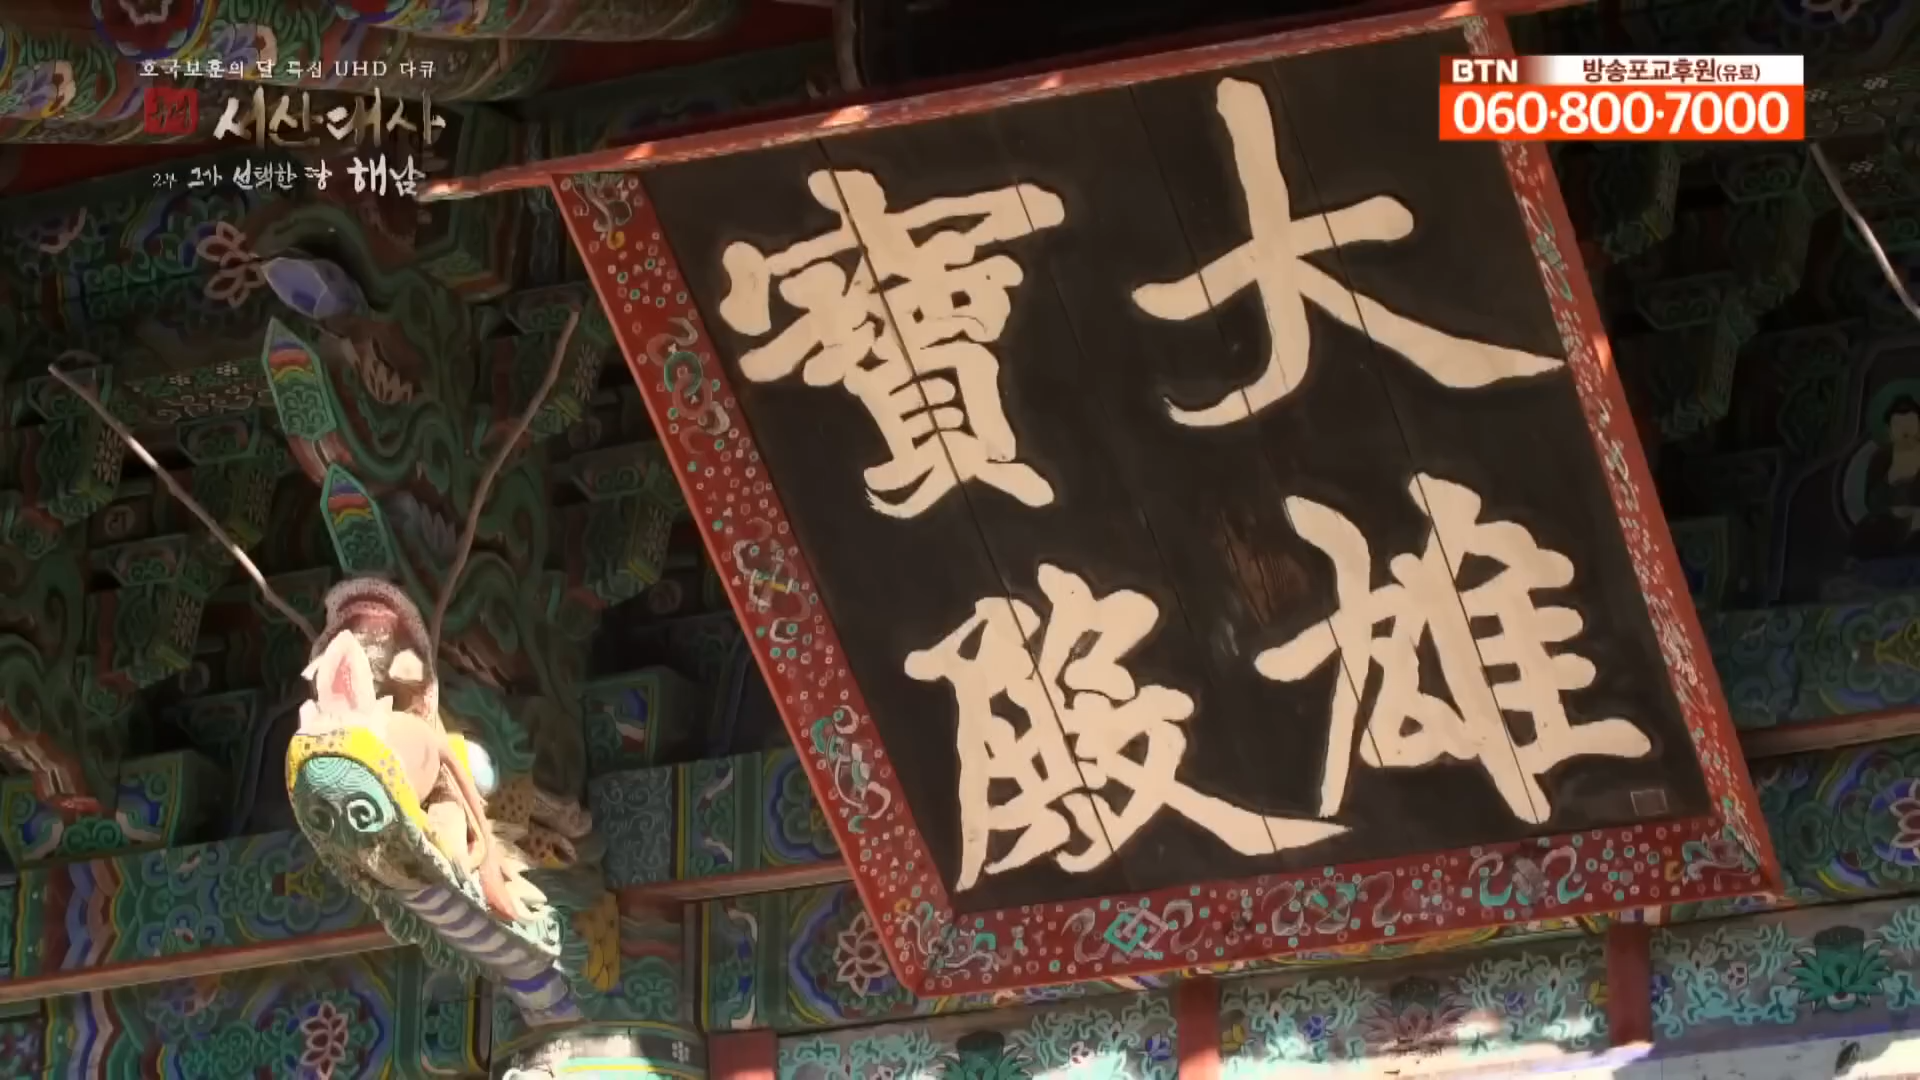 호국보훈의 달 특집 UHD 다큐
서산대사
2부 그가 선택한 땅 해남
BTN 방송포교후원(유료)
060·800·7000
大雄
寶殿